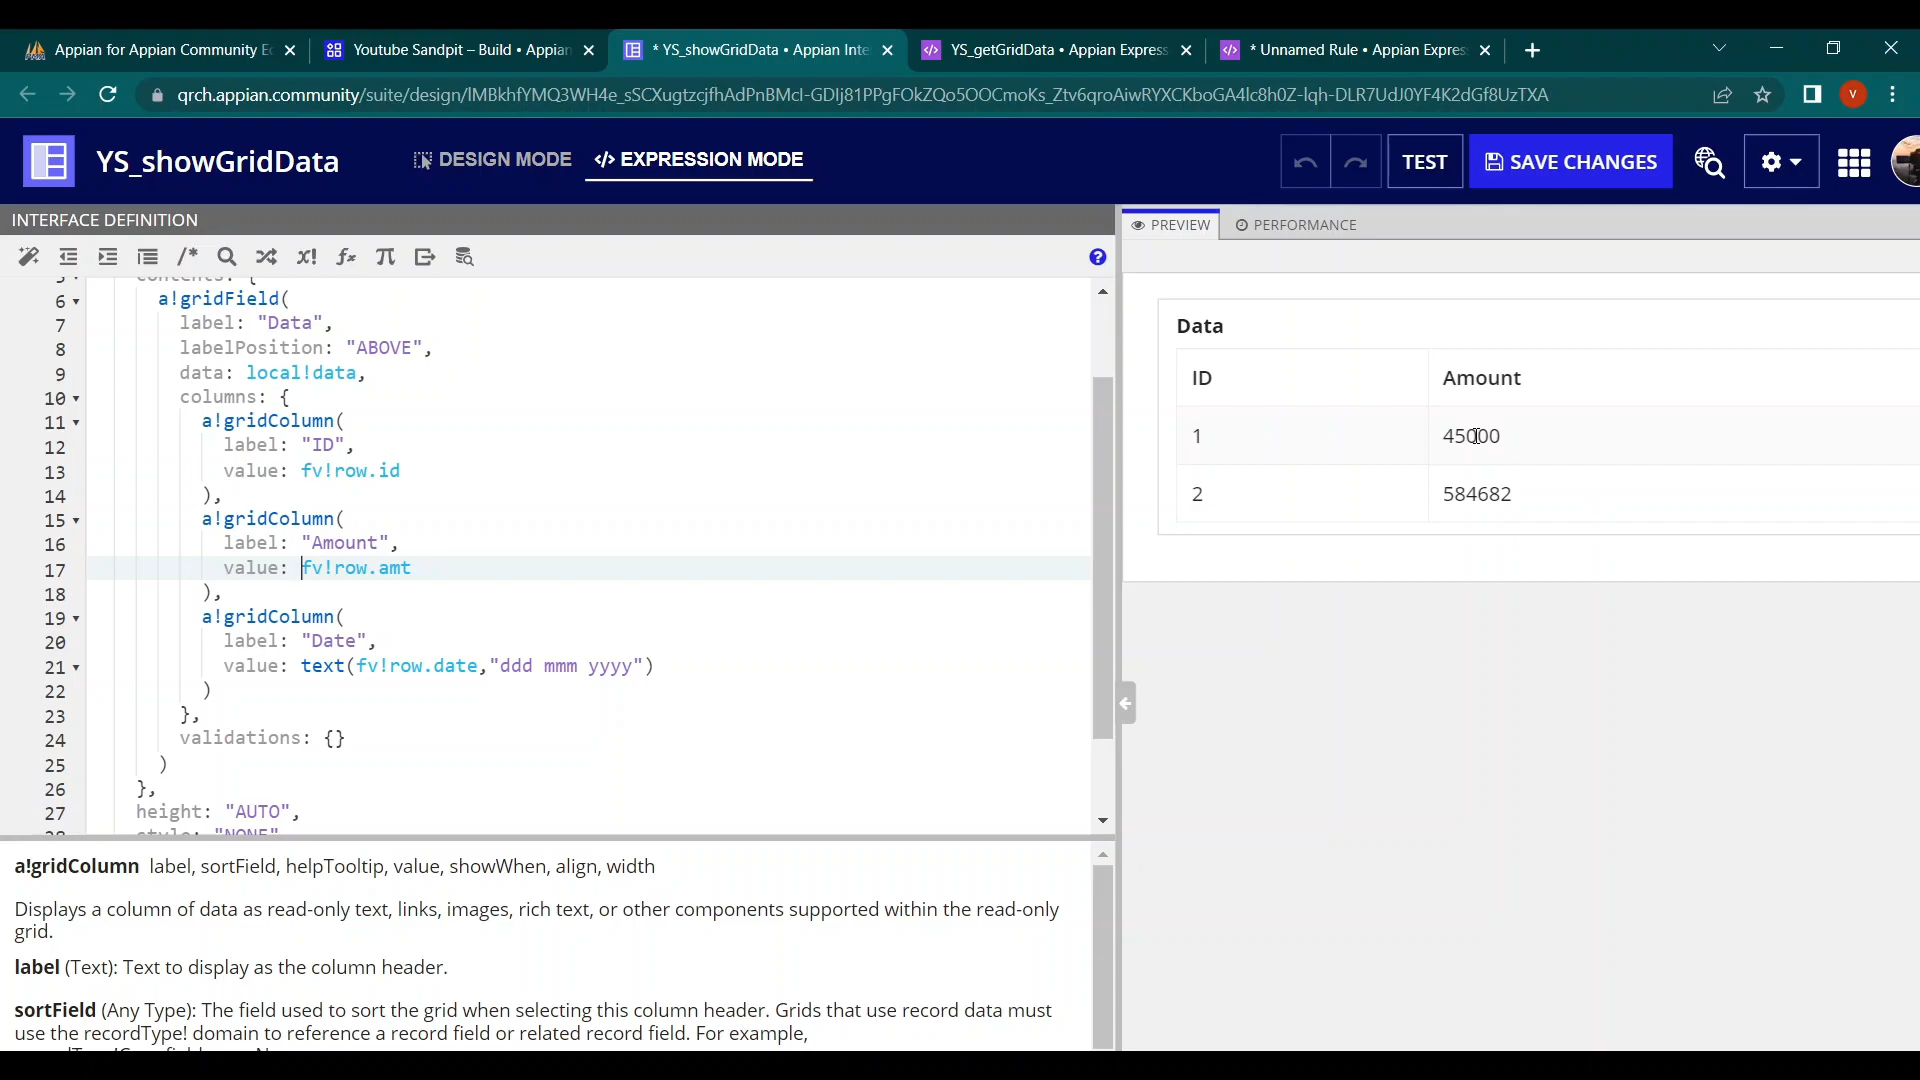 Appian for Appian Community E
Youtube Sandpit – Build • Appian
* YS_showGridData • Appian Inte
YS_getGridData • Appian Express
* Unnamed Rule • Appian Expres
qrch.appian.community/suite/design/lMBkhfYMQ3WH4e_sSCXugtzcjfhAdPnBMcI-GDIj81PPgFOkZQo5OOCmoKs_Ztv6qroAiwRYXCKboGA4lc8h0Z-lqh-DLR7UdJ0YF4K2dGf8UzTXA
V
YS_showGridData
DESIGN MODE
</> EXPRESSION MODE
TEST
SAVE CHANGES
INTERFACE DEFINITION
PREVIEW
PERFORMANCE
5 contents: {
6 a!gridField(
7 label: "Data",
8 labelPosition: "ABOVE",
9 data: local!data,
10 columns: {
11 a!gridColumn(
12 label: "ID",
13 value: fv!row.id
14 ),
15 a!gridColumn(
16 label: "Amount",
17 value: fv!row.amt
18 ),
19 a!gridColumn(
20 label: "Date",
21 value: text(fv!row.date,"ddd mmm yyyy")
22 )
23 },
24 validations: {}
25 )
26 },
27 height: "AUTO",
28 style: "NONE"
Data
ID Amount
1 45000
2 584682
a!gridColumn label, sortField, helpTooltip, value, showWhen, align, width
Displays a column of data as read-only text, links, images, rich text, or other components supported within the read-only
grid.
label (Text): Text to display as the column header.
sortField (Any Type): The field used to sort the grid when selecting this column header. Grids that use record data must
use the recordType! domain to reference a record field or related record field. For example,